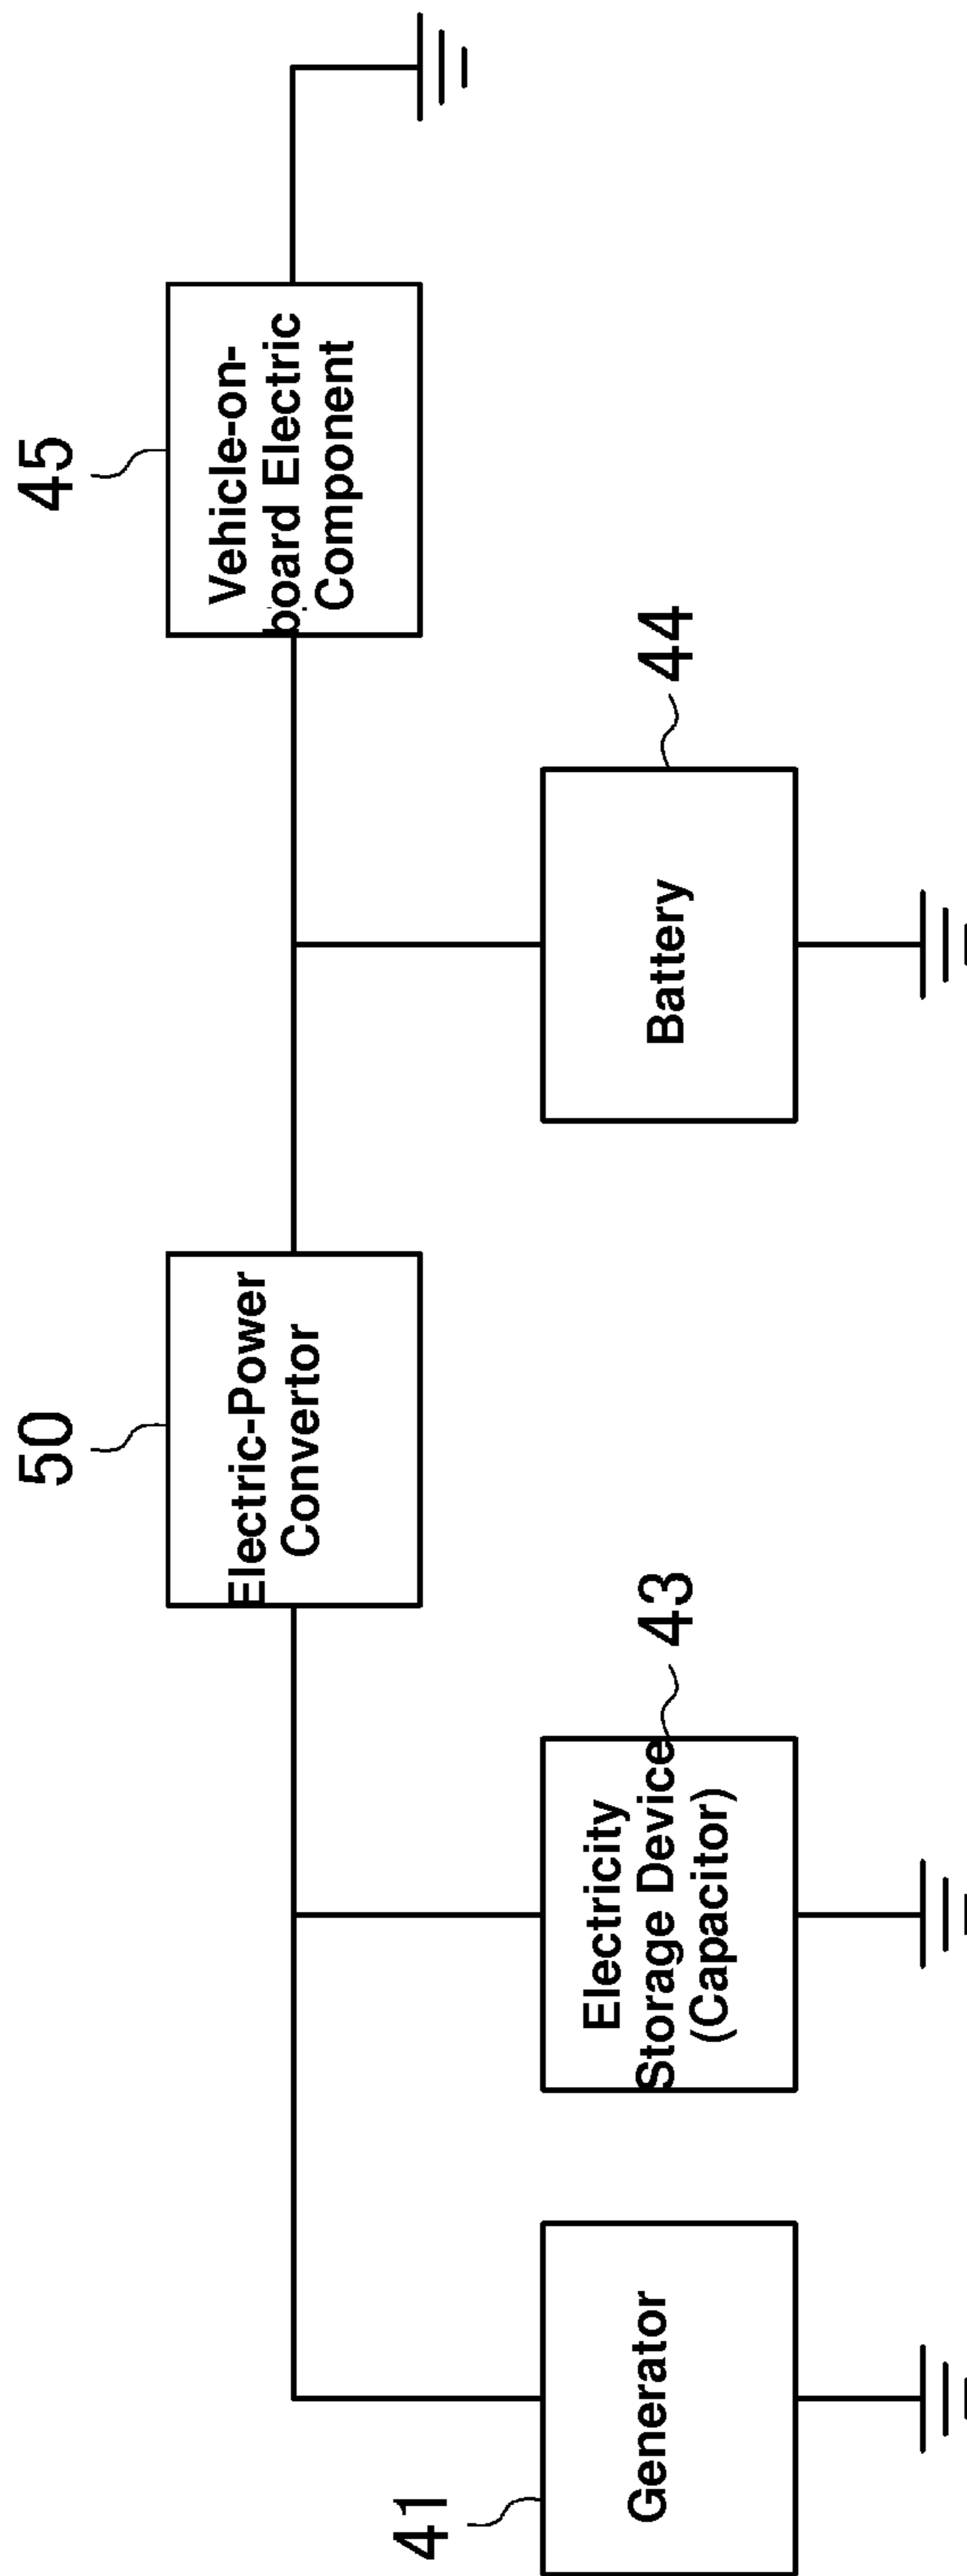 41
Generator
43
Electricity
Storage Device
(Capacitor)
50
Electric-Power
Convertor
44
Battery
45
Vehicle-on-
board Electric
Component